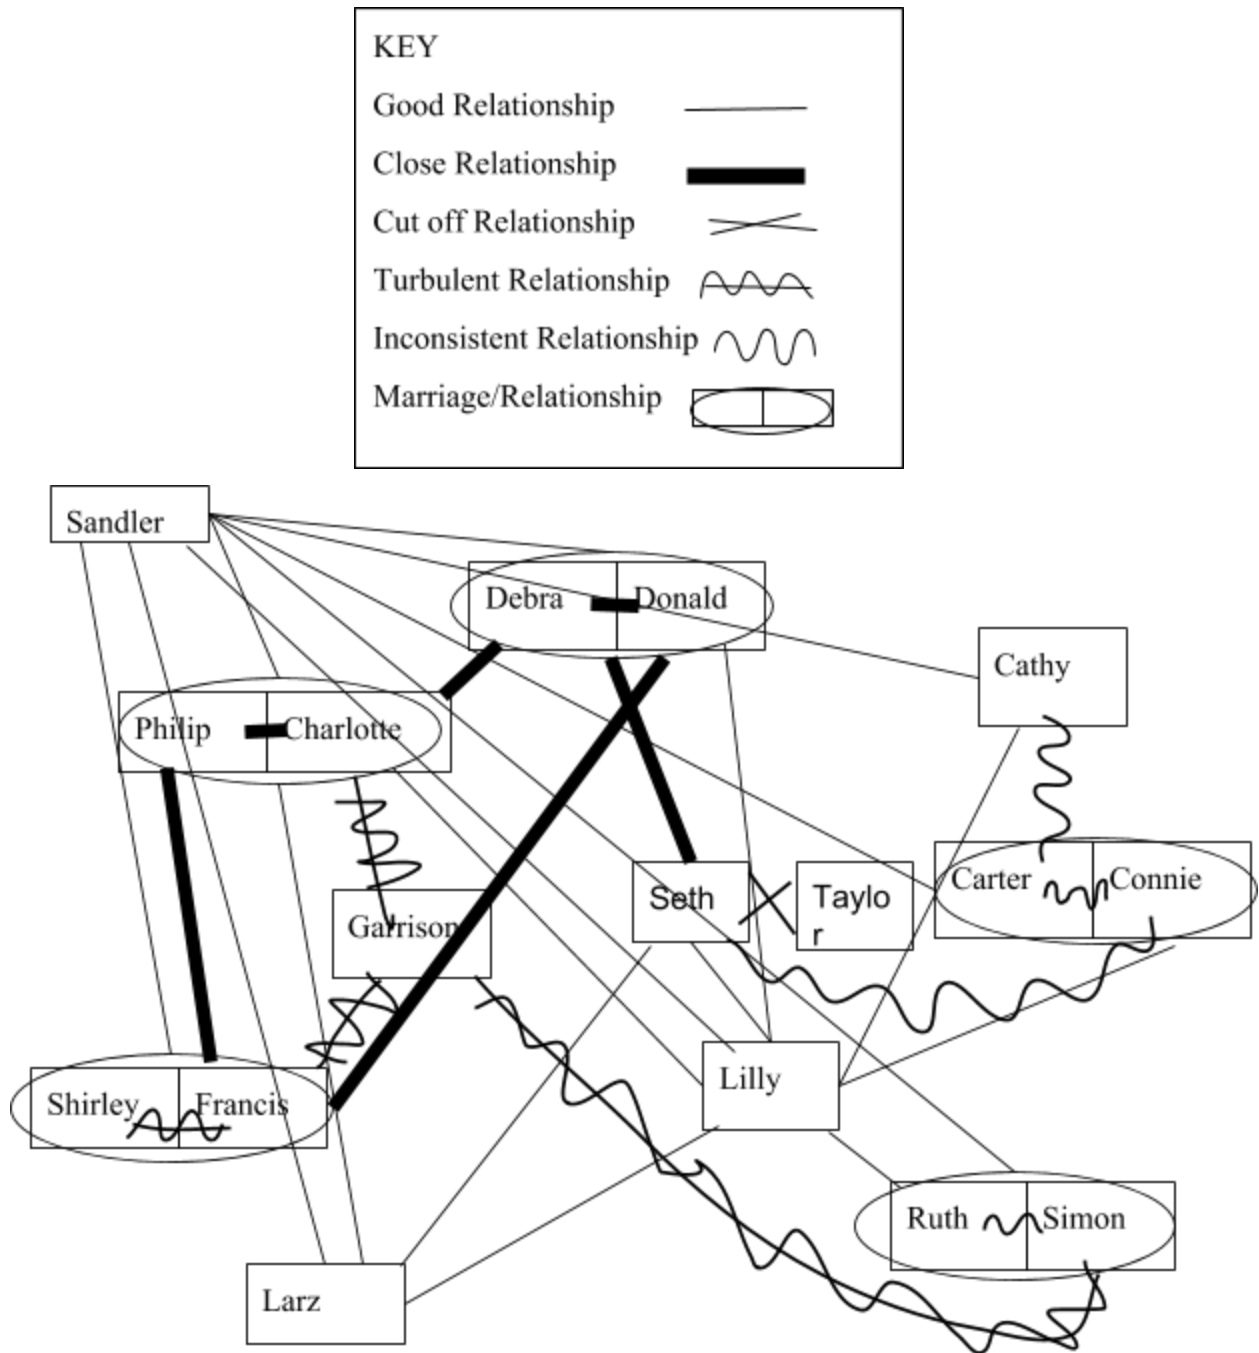 KEY
Good Relationship
Close Relationship
Cut off Relationship
Turbulent Relationship
Inconsistent Relationship
Marriage/Relationship
Sandler
Debra
Donald
Cathy
Philip
Charlotte
Seth
Taylo
r
Carter
Connie
Garrison
Lilly
Shirley
Francis
Ruth
Simon
Larz